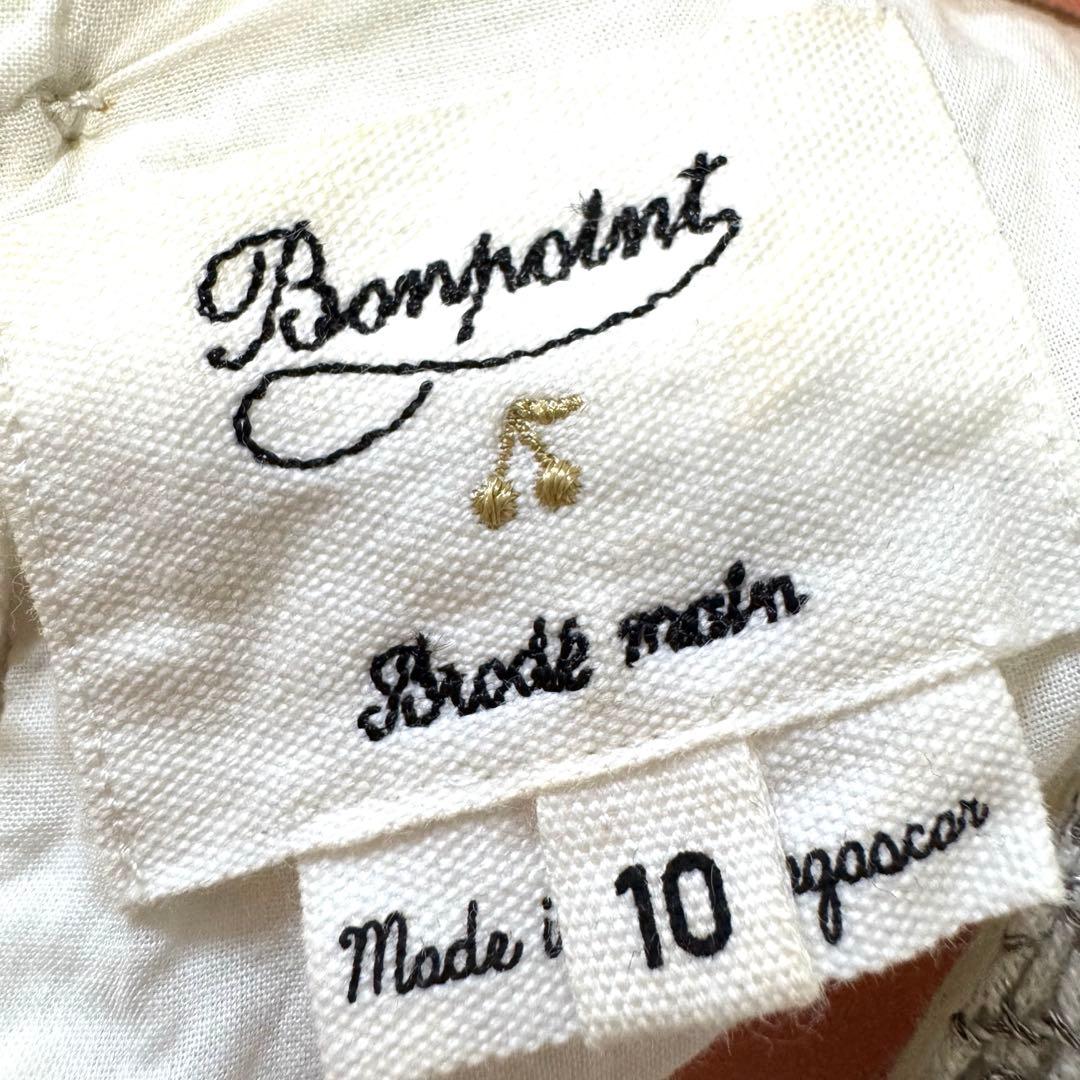 Bonpoint
Brodé main
Made i gascar
10